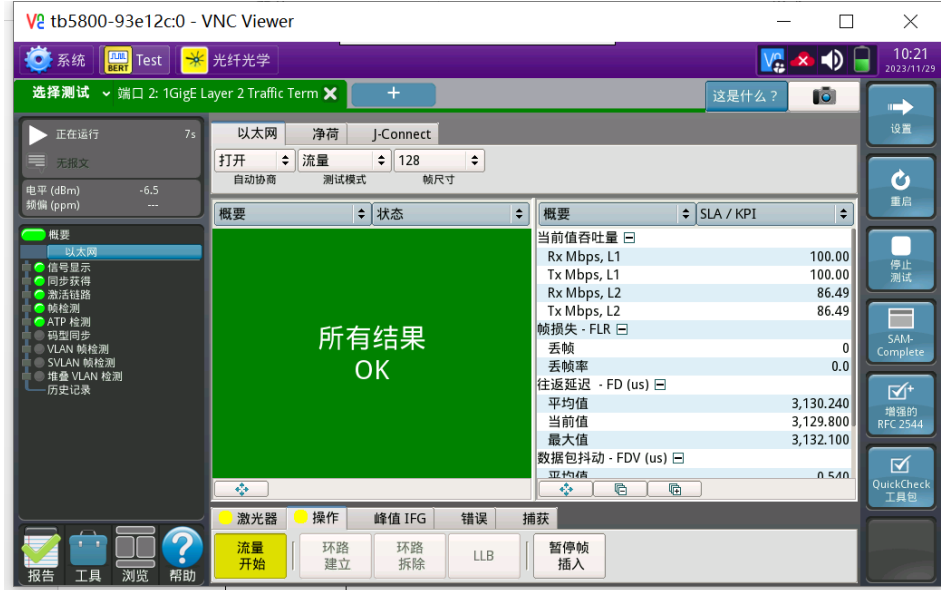 tb5800-93e12c:0 - VNC Viewer
系统 BERT Test 光纤光学 10:21
2023/11/29
选择测试 端口 2: 1GigE Layer 2 Traffic Term + 这是什么？
正在运行 7s
无报文
电平 (dBm) -6.5
频偏 (ppm) ---
概要
以太网
信号显示
同步获得
激活链路
帧检测
ATP 检测
码型同步
VLAN 帧检测
SVLAN 帧检测
堆叠 VLAN 检测
历史记录
报告 工具 浏览 帮助
以太网 净荷 J-Connect
打开 流量 128
自动协商 测试模式 帧尺寸
概要 状态
所有结果
OK
概要 SLA / KPI
当前值吞吐量
Rx Mbps, L1 100.00
Tx Mbps, L1 100.00
Rx Mbps, L2 86.49
Tx Mbps, L2 86.49
帧损失 - FLR
丢帧 0
丢帧率 0.0
往返延迟 - FD (us)
平均值 3,130.240
当前值 3,129.800
最大值 3,132.100
数据包抖动 - FDV (us)
平均值 0.540
激光器 操作 峰值 IFG 错误 捕获
流量
开始
环路
建立
环路
拆除
LLB
暂停帧
插入
设置
重启
停止
测试
SAM-
Complete
增强的
RFC 2544
QuickCheck
工具包